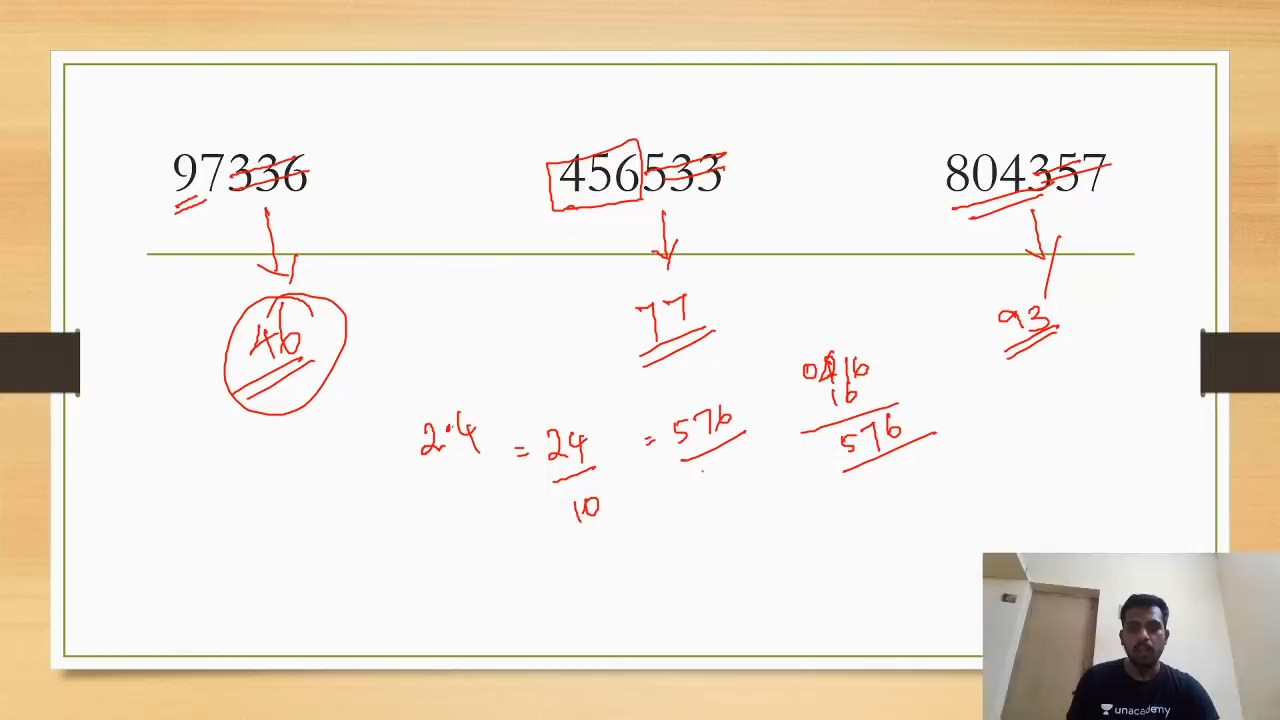 97336 456533 804357
46 77 93
0416
16
2.4 = 24 = 576 576
10
unacademy